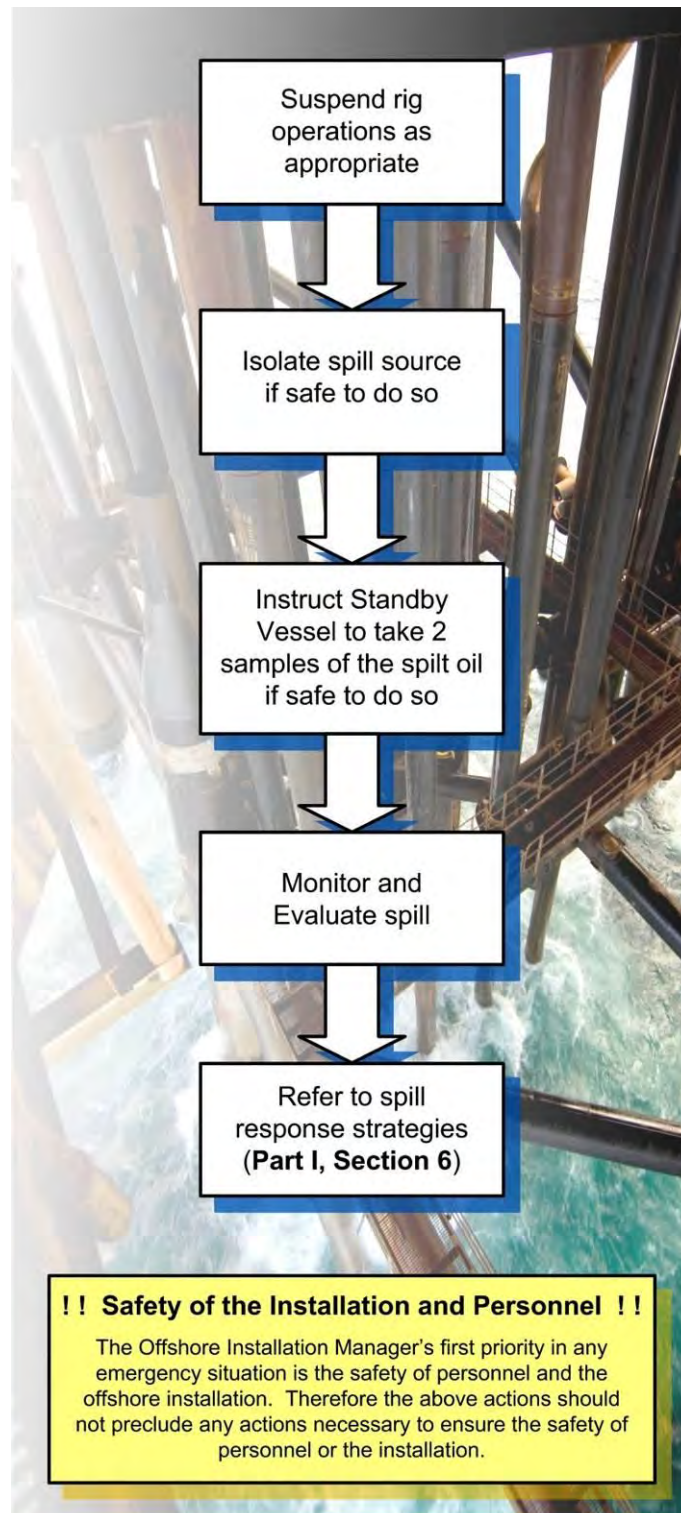 Suspend rig
operations as
appropriate
Isolate spill source
if safe to do so
Instruct Standby
Vessel to take 2
samples of the spilt oil
if safe to do so
Monitor and
Evaluate spill
Refer to spill
response strategies
(Part I, Section 6)
! ! Safety of the Installation and Personnel ! !
The Offshore Installation Manager's first priority in any
emergency situation is the safety of personnel and the
offshore installation. Therefore the above actions should
not preclude any actions necessary to ensure the safety of
personnel or the installation.